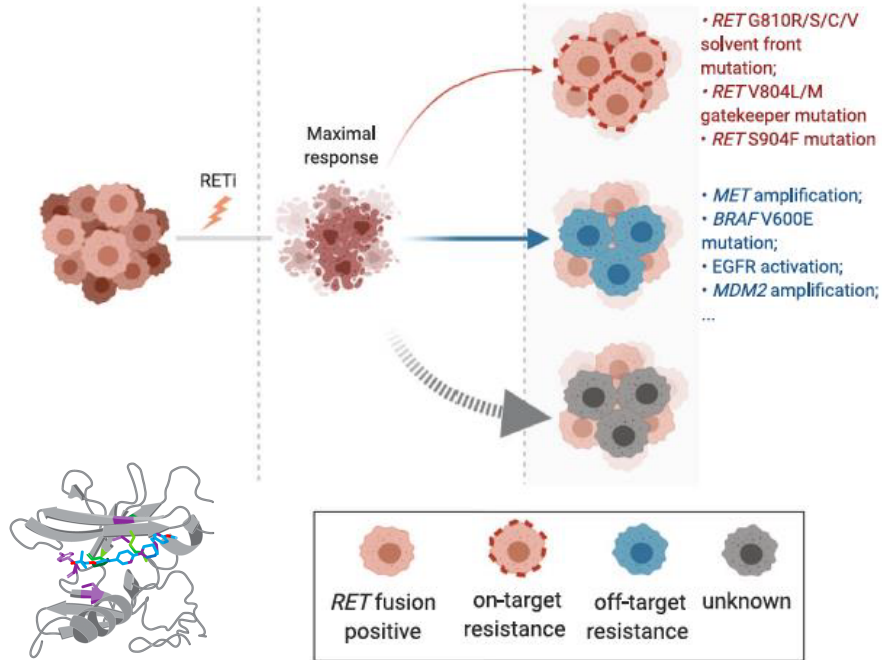 RETi
Maximal
response
• RET G810R/S/C/V
solvent front
mutation;
• RET V804L/M
gatekeeper mutation
• RET S904F mutation
• MET amplification;
• BRAF V600E
mutation;
• EGFR activation;
• MDM2 amplification;
...
RET fusion
positive
on-target
resistance
off-target
resistance
unknown